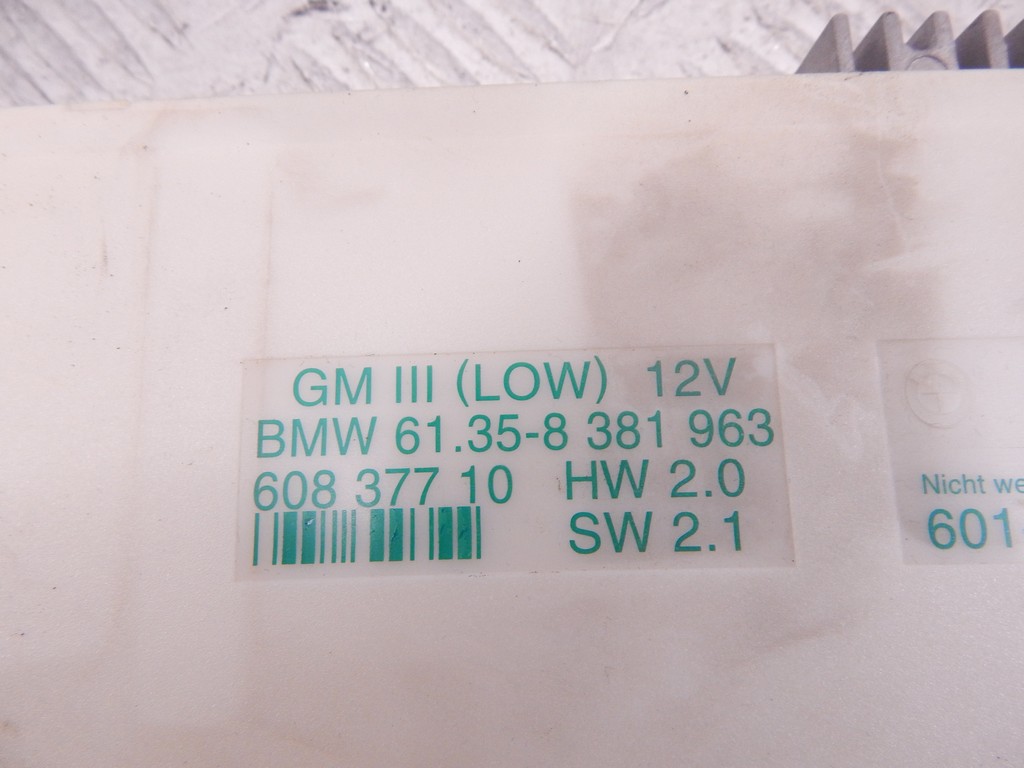 GM III (LOW) 12V
BMW 61.35-8 381 963
608 377 10 HW 2.0
SW 2.1
Nicht we
601